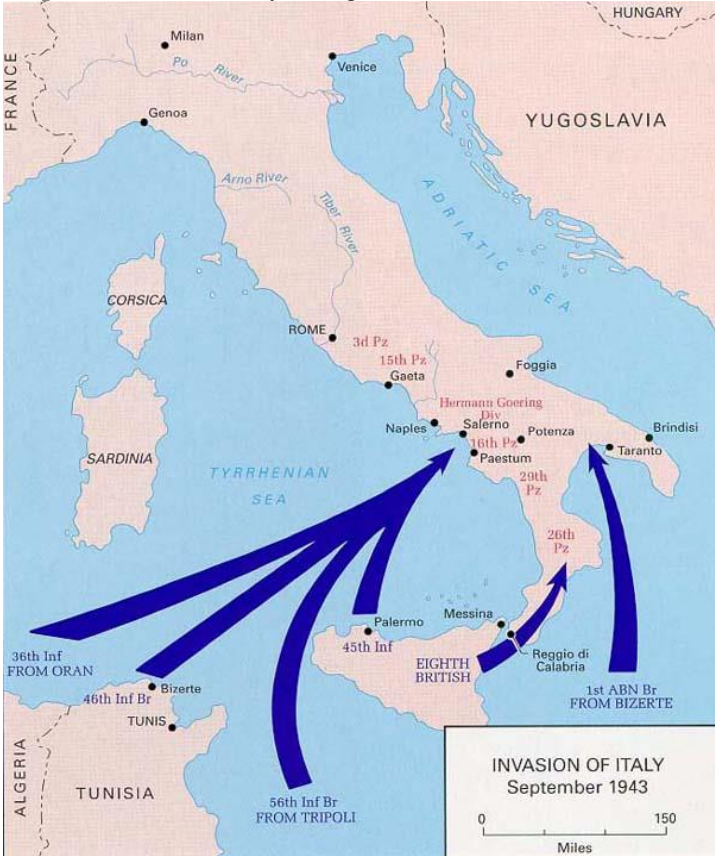 HUNGARY
FRANCE
Milan
Po River
Venice
YUGOSLAVIA
Genoa
Arno River
Tiber River
ADRIATIC SEA
CORSICA
ROME
3d Pz
15th Pz
Gaeta
Foggia
Hermann Goering
Div
Naples
Salerno
16th Pz
Potenza
Brindisi
Taranto
Paestum
SARDINIA
TYRRHENIAN
SEA
29th
Pz
26th
Pz
Messina
Palermo
45th Inf
Reggio di
Calabria
EIGHTH
BRITISH
36th Inf
FROM ORAN
46th Inf Br
Bizerte
1st ABN Br
FROM BIZERTE
TUNIS
ALGERIA
TUNISIA
56th Inf Br
FROM TRIPOLI
INVASION OF ITALY
September 1943
0 150
Miles